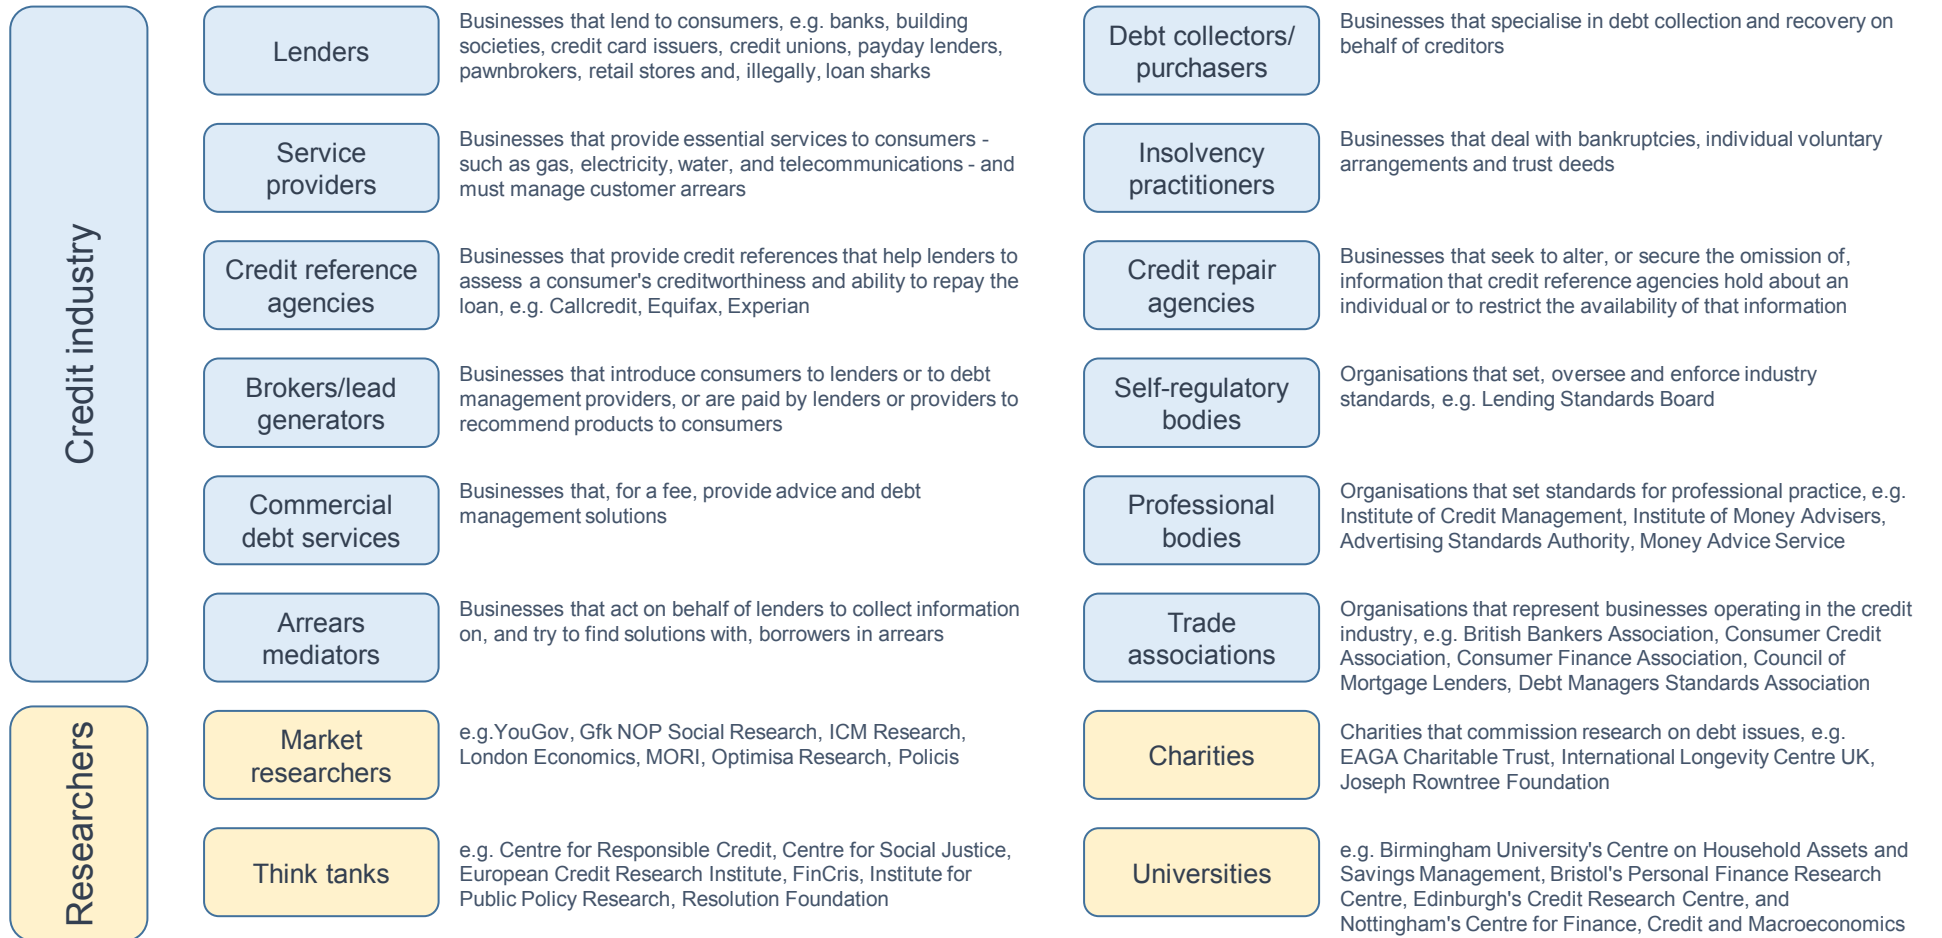 Credit industry
Lenders
Businesses that lend to consumers, e.g. banks, building
societies, credit card issuers, credit unions, payday lenders,
pawnbrokers, retail stores and, illegally, loan sharks
Debt collectors/
purchasers
Businesses that specialise in debt collection and recovery on
behalf of creditors
Service
providers
Businesses that provide essential services to consumers -
such as gas, electricity, water, and telecommunications - and
must manage customer arrears
Insolvency
practitioners
Businesses that deal with bankruptcies, individual voluntary
arrangements and trust deeds
Credit reference
agencies
Businesses that provide credit references that help lenders to
assess a consumer's creditworthiness and ability to repay the
loan, e.g. Callcredit, Equifax, Experian
Credit repair
agencies
Businesses that seek to alter, or secure the omission of,
information that credit reference agencies hold about an
individual or to restrict the availability of that information
Brokers/lead
generators
Businesses that introduce consumers to lenders or to debt
management providers, or are paid by lenders or providers to
recommend products to consumers
Self-regulatory
bodies
Organisations that set, oversee and enforce industry
standards, e.g. Lending Standards Board
Commercial
debt services
Businesses that, for a fee, provide advice and debt
management solutions
Professional
bodies
Organisations that set standards for professional practice, e.g.
Institute of Credit Management, Institute of Money Advisers,
Advertising Standards Authority, Money Advice Service
Arrears
mediators
Businesses that act on behalf of lenders to collect information
on, and try to find solutions with, borrowers in arrears
Trade
associations
Organisations that represent businesses operating in the credit
industry, e.g. British Bankers Association, Consumer Credit
Association, Consumer Finance Association, Council of
Mortgage Lenders, Debt Managers Standards Association
Researchers
Market
researchers
e.g.YouGov, Gfk NOP Social Research, ICM Research,
London Economics, MORI, Optimisa Research, Policis
Charities
Charities that commission research on debt issues, e.g.
EAGA Charitable Trust, International Longevity Centre UK,
Joseph Rowntree Foundation
Think tanks
e.g. Centre for Responsible Credit, Centre for Social Justice,
European Credit Research Institute, FinCris, Institute for
Public Policy Research, Resolution Foundation
Universities
e.g. Birmingham University's Centre on Household Assets and
Savings Management, Bristol's Personal Finance Research
Centre, Edinburgh's Credit Research Centre, and
Nottingham's Centre for Finance, Credit and Macroeconomics